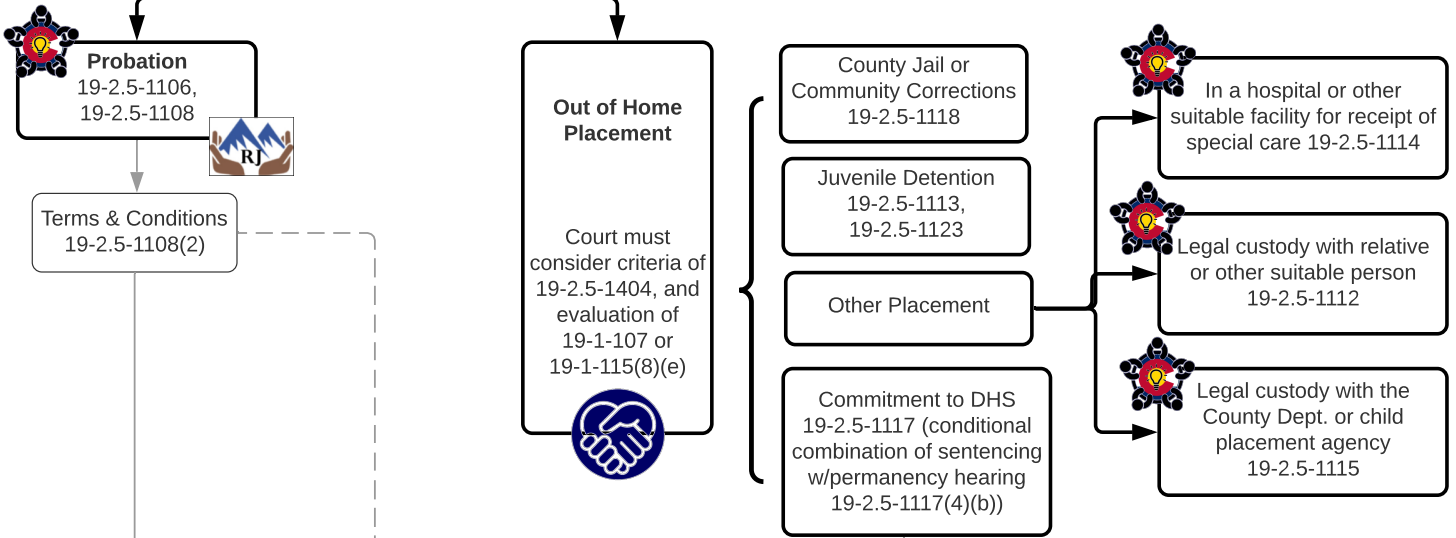 Probation
19-2.5-1106,
19-2.5-1108
RJ
Terms & Conditions
19-2.5-1108(2)
Out of Home
Placement
Court must
consider criteria of
19-2.5-1404, and
evaluation of
19-1-107 or
19-1-115(8)(e)
County Jail or
Community Corrections
19-2.5-1118
Juvenile Detention
19-2.5-1113,
19-2.5-1123
Other Placement
Commitment to DHS
19-2.5-1117 (conditional
combination of sentencing
w/permanency hearing
19-2.5-1117(4)(b))
In a hospital or other
suitable facility for receipt of
special care 19-2.5-1114
Legal custody with relative
or other suitable person
19-2.5-1112
Legal custody with the
County Dept. or child
placement agency
19-2.5-1115